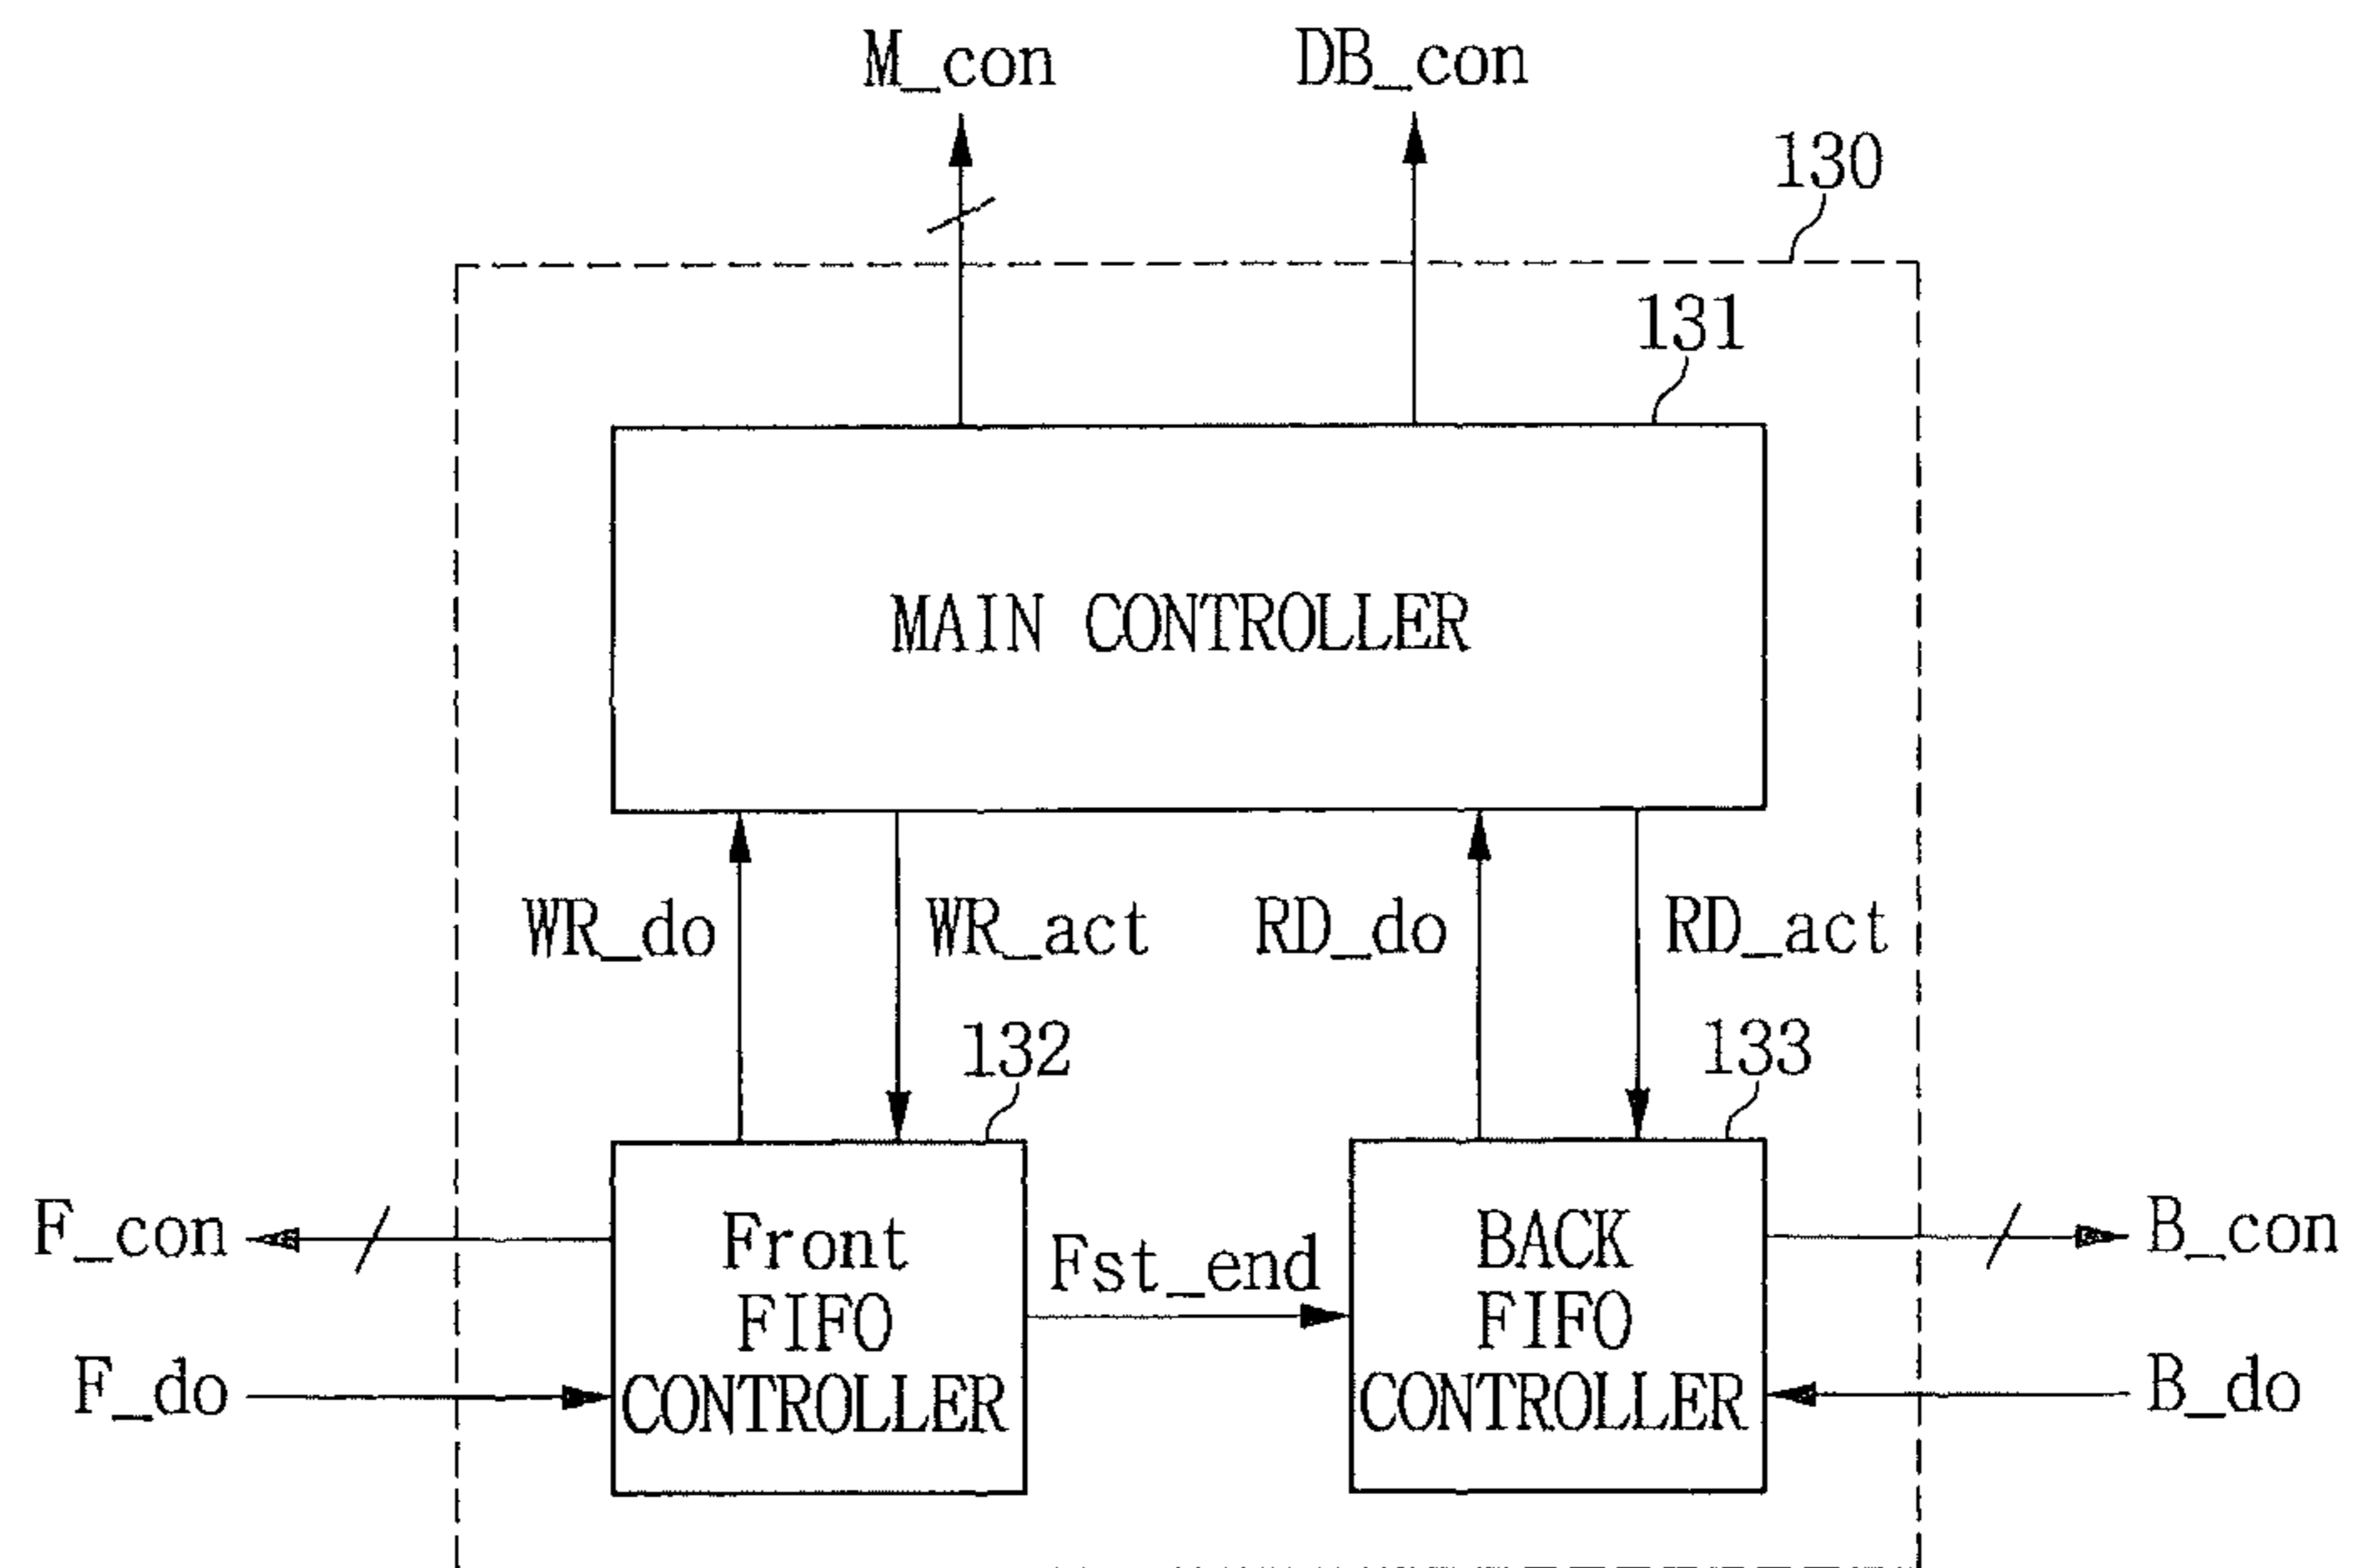 M_con
DB_con
130
131
MAIN CONTROLLER
WR_do
WR_act
RD_do
RD_act
132
133
F_con
Front
FIFO
CONTROLLER
Fst_end
BACK
FIFO
CONTROLLER
B_con
F_do
B_do